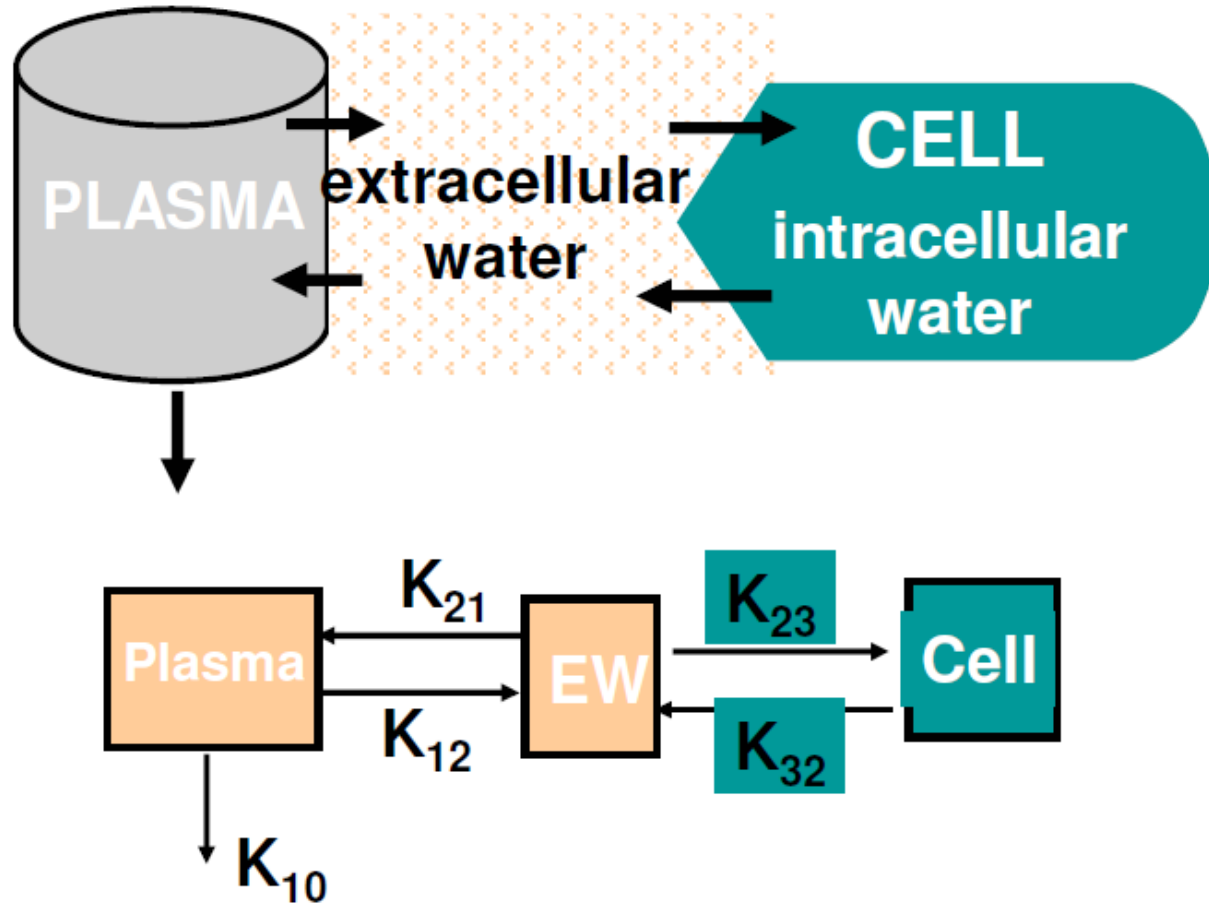 PLASMA
extracellular
water
CELL
intracellular
water
K21
K23
Plasma
EW
Cell
K12
K32
K10